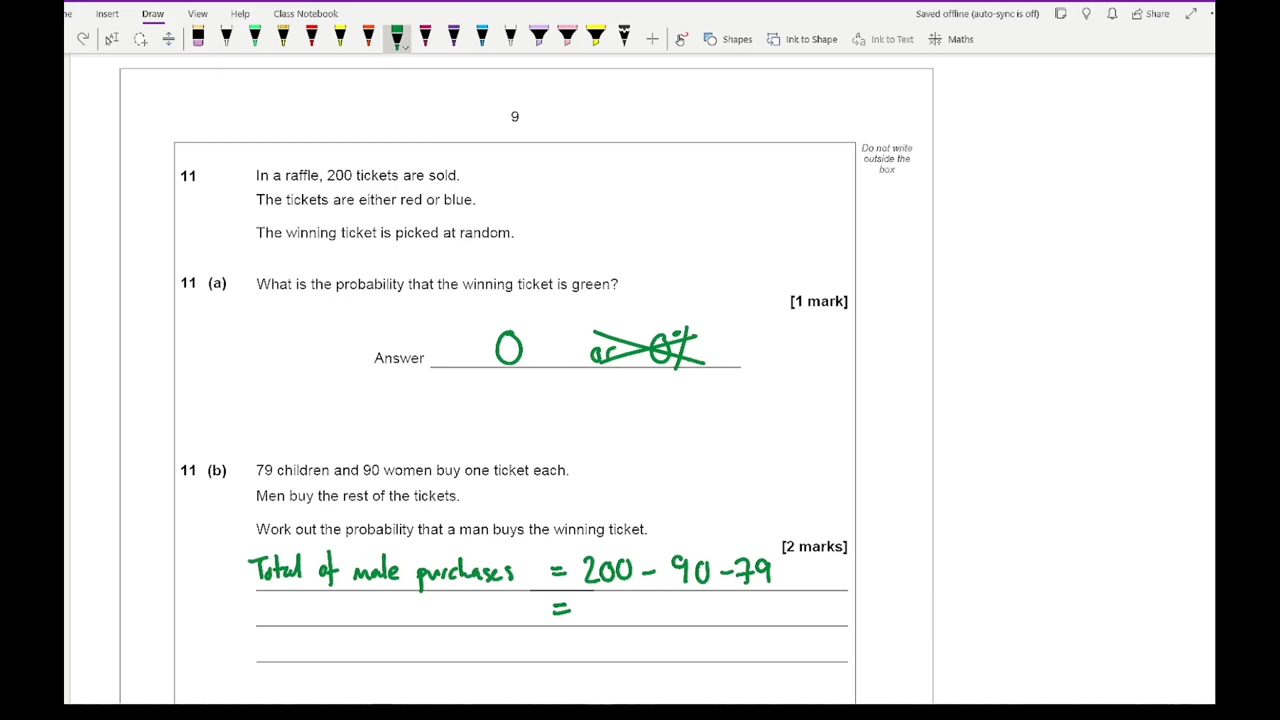 me Insert Draw View Help Class Notebook Saved offline (auto-sync is off) Share
Shapes Ink to Shape Ink to Text Maths
9
Do not write
outside the
box
11 In a raffle, 200 tickets are sold.
The tickets are either red or blue.
The winning ticket is picked at random.
11 (a) What is the probability that the winning ticket is green?
[1 mark]
Answer 0 or 0%
11 (b) 79 children and 90 women buy one ticket each.
Men buy the rest of the tickets.
Work out the probability that a man buys the winning ticket.
[2 marks]
Total of male purchases = 200 - 90 - 79
=